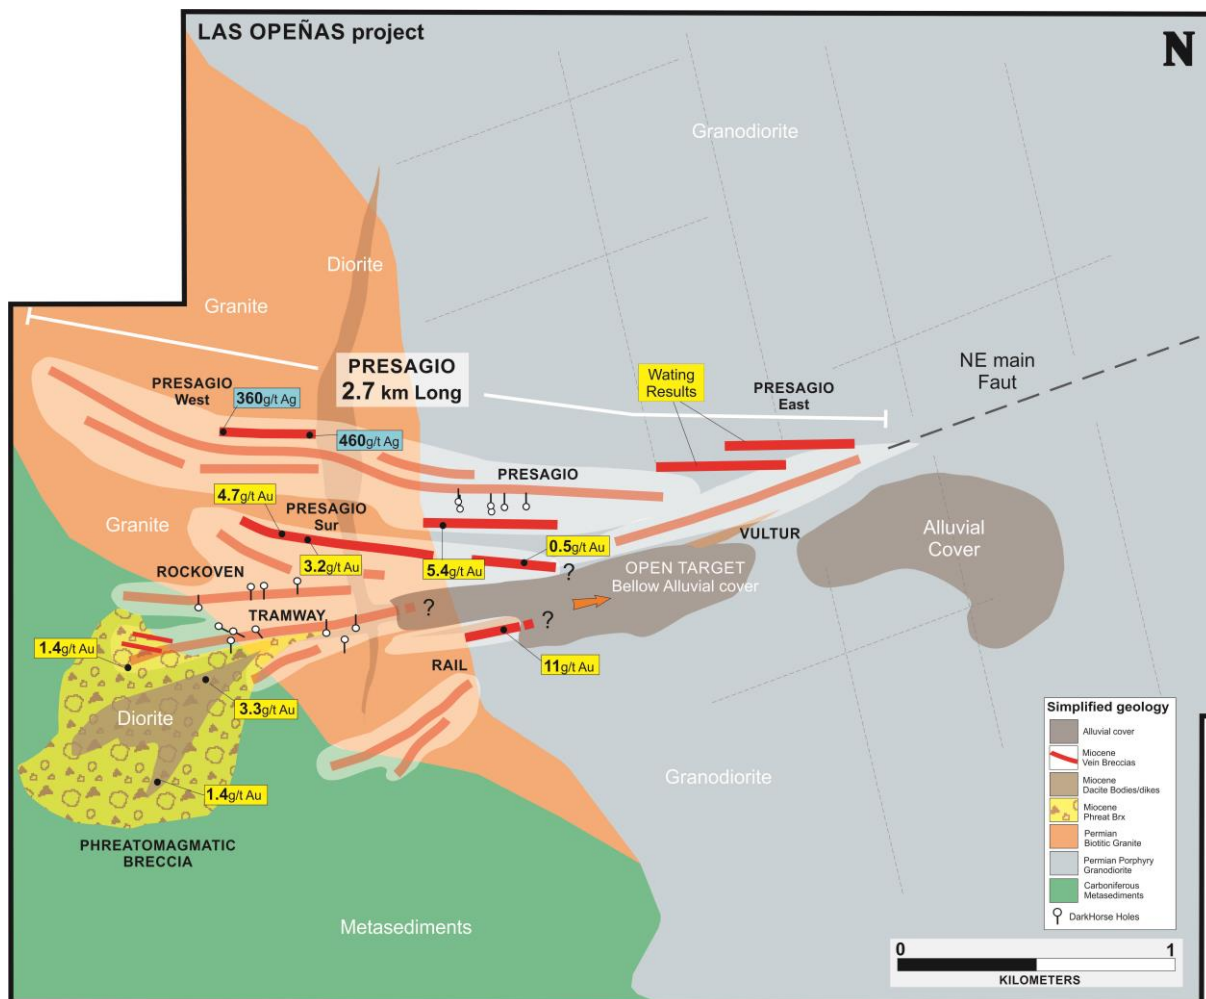 LAS OPEÑAS project
N
Granodiorite
Diorite
Granite
PRESAGIO
2.7 km Long
NE main
Faut
Wating
Results
PRESAGIO
East
PRESAGIO
West
360g/t Ag
460g/t Ag
PRESAGIO
4.7g/t Au
PRESAGIO
Sur
Granite
3.2g/t Au
5.4g/t Au
0.5g/t Au
?
VULTUR
Alluvial
Cover
OPEN TARGET
Bellow Alluvial cover
ROCKOVEN
TRAMWAY
?
?
1.4g/t Au
RAIL
11g/t Au
3.3g/t Au
Diorite
1.4g/t Au
Granodiorite
PHREATOMAGMATIC
BRECCIA
Metasediments
Simplified geology
Alluvial cover
Miocene
Vein Breccias
Miocene
Dacite Bodies/dikes
Miocene
Phreat Brx
Permian
Biotitic Granite
Permian Porphyry
Granodiorite
Carboniferous
Metasediments
DarkHorse Holes
0 1
KILOMETERS